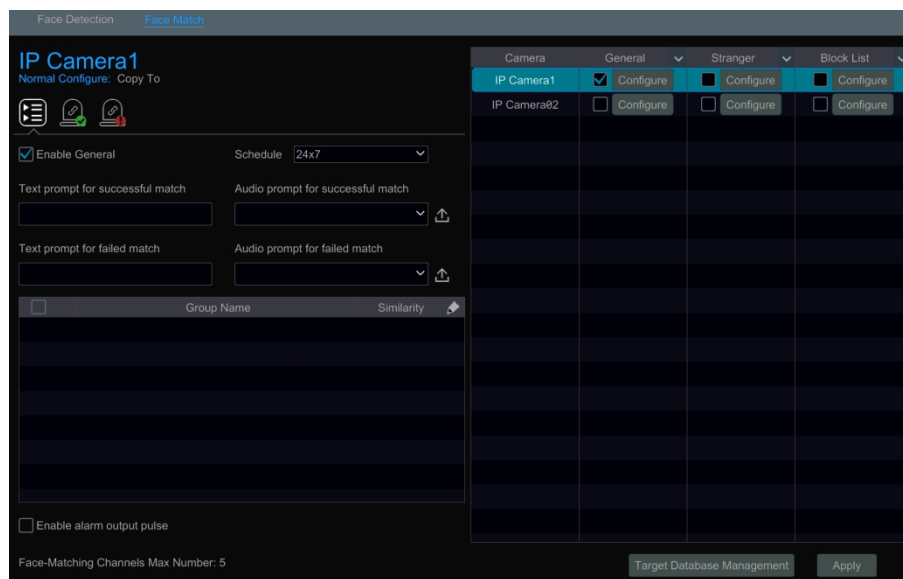 Face Detection Face Match
IP Camera1
Normal Configure: Copy To
Enable General Schedule 24x7
Text prompt for successful match Audio prompt for successful match
Text prompt for failed match Audio prompt for failed match
Group Name Similarity
Enable alarm output pulse
Face-Matching Channels Max Number: 5
Camera General Stranger Block List
IP Camera1 Configure Configure Configure
IP Camera02 Configure Configure Configure
Target Database Management Apply